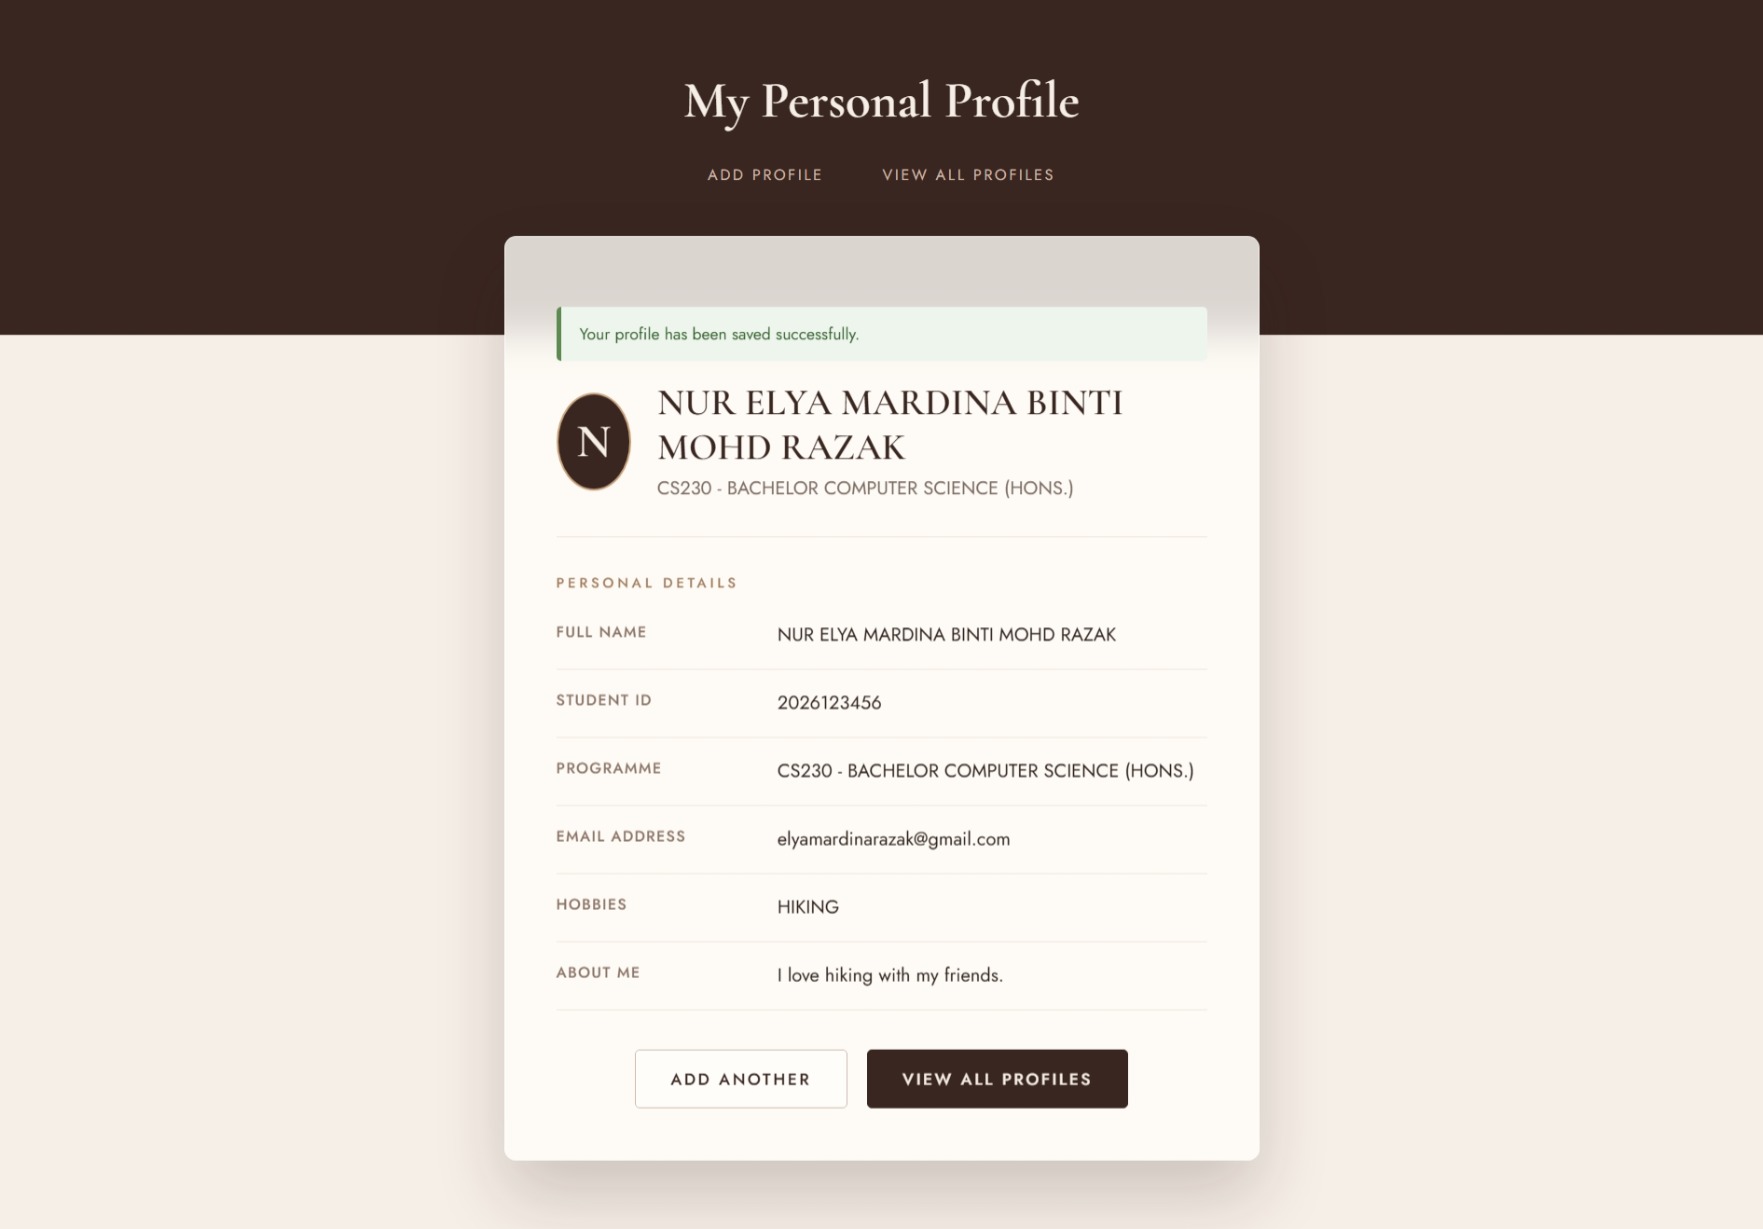 My Personal Profile
ADD PROFILE VIEW ALL PROFILES
Your profile has been saved successfully.
N
NUR ELYA MARDINA BINTI
MOHD RAZAK
CS230 - BACHELOR COMPUTER SCIENCE (HONS.)
PERSONAL DETAILS
FULL NAME NUR ELYA MARDINA BINTI MOHD RAZAK
STUDENT ID 2026123456
PROGRAMME CS230 - BACHELOR COMPUTER SCIENCE (HONS.)
EMAIL ADDRESS elyamardinarazak@gmail.com
HOBBIES HIKING
ABOUT ME I love hiking with my friends.
ADD ANOTHER VIEW ALL PROFILES